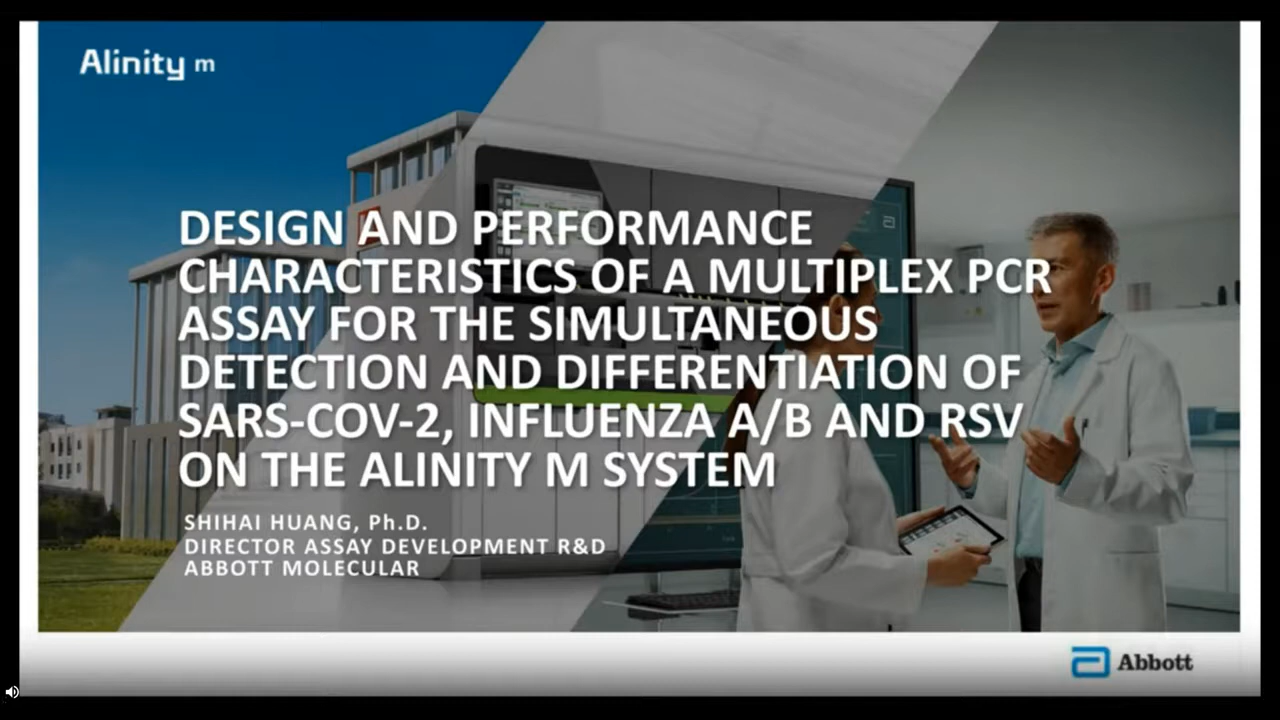 Alinity m
DESIGN AND PERFORMANCE
CHARACTERISTICS OF A MULTIPLEX PCR
ASSAY FOR THE SIMULTANEOUS
DETECTION AND DIFFERENTIATION OF
SARS-COV-2, INFLUENZA A/B AND RSV
ON THE ALINITY M SYSTEM
SHIHAI HUANG, Ph.D.
DIRECTOR ASSAY DEVELOPMENT R&D
ABBOTT MOLECULAR
Abbott